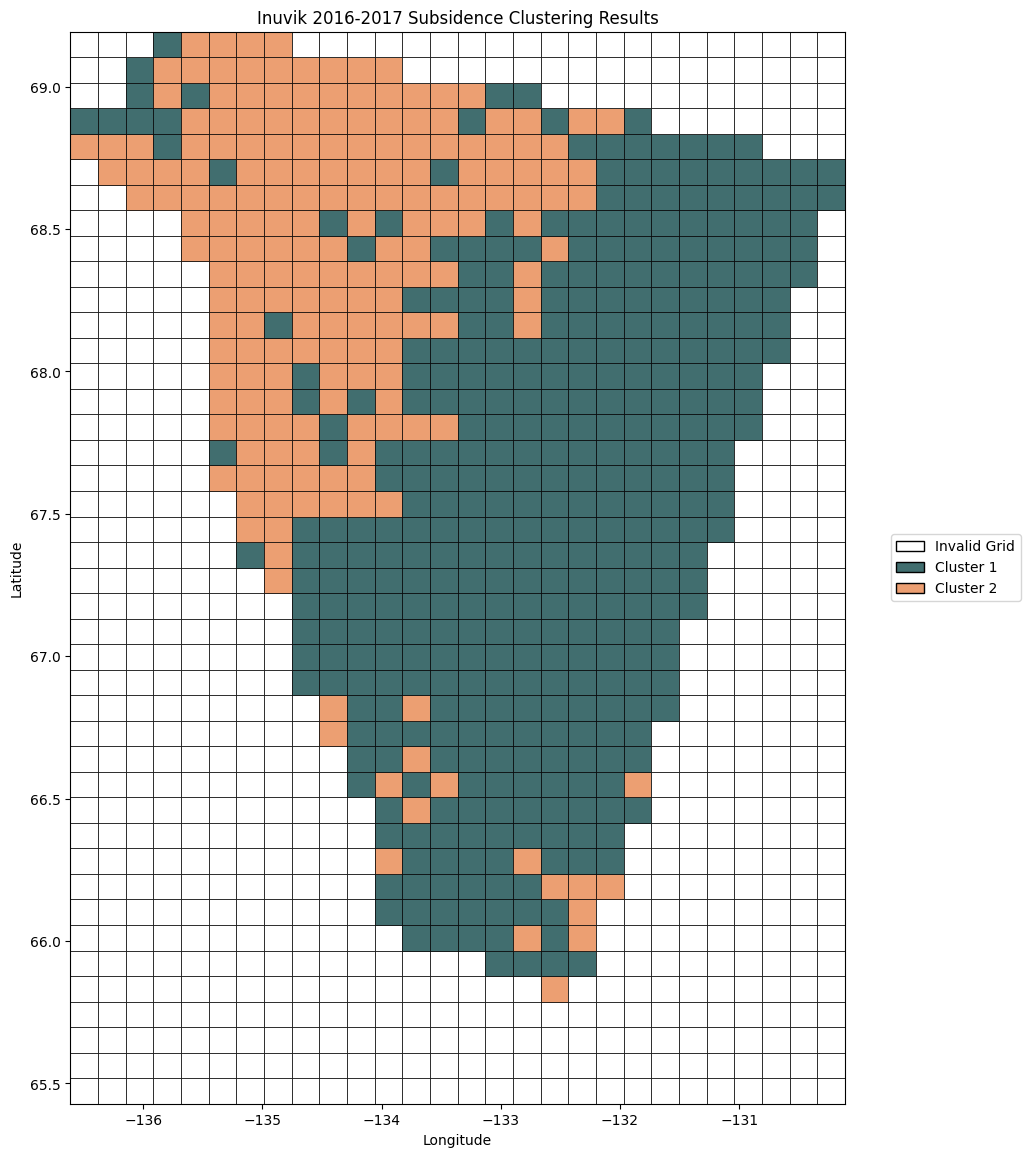 Inuvik 2016-2017 Subsidence Clustering Results
69.0
68.5
68.0
67.5
67.0
66.5
66.0
65.5
Latitude
−136
−135
−134
−133
−132
−131
Longitude
Invalid Grid
Cluster 1
Cluster 2